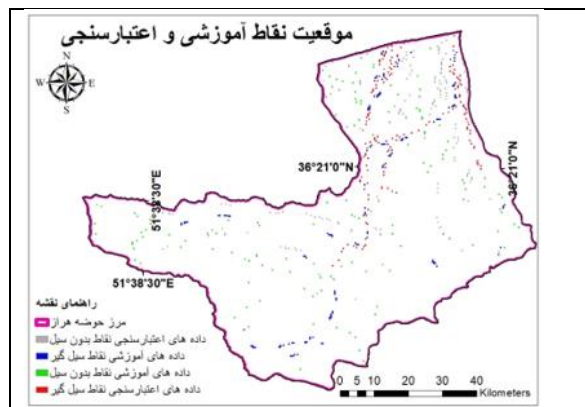 موقعیت نقاط آموزشی و اعتبارسنجی
N
W E
S
36°21'0"N
36°21'0"N
51°38'30"E
51°38'30"E
راهنمای نقشه
مرز حوضه هراز
داده های اعتبارسنجی نقاط بدون سیل
داده های آموزشی نقاط سیل گیر
داده های آموزشی نقاط بدون سیل
داده های اعتبارسنجی نقاط سیل گیر
0 5 10 20 30 40
Kilometers